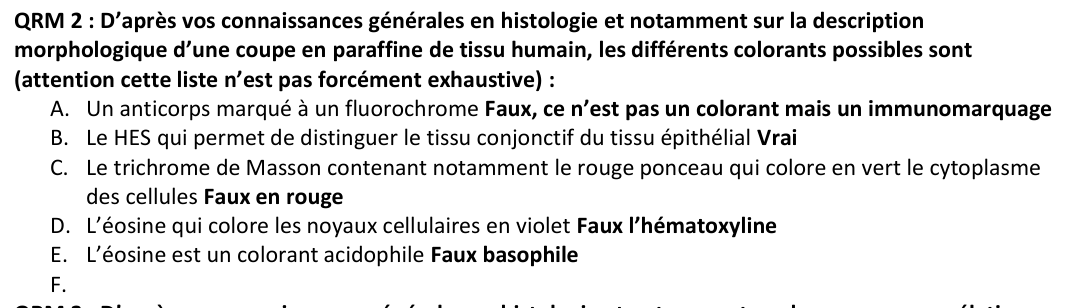 QRM 2 : D’après vos connaissances générales en histologie et notamment sur la description
morphologique d’une coupe en paraffine de tissu humain, les différents colorants possibles sont
(attention cette liste n’est pas forcément exhaustive) :
A. Un anticorps marqué à un fluorochrome Faux, ce n’est pas un colorant mais un immunomarquage
B. Le HES qui permet de distinguer le tissu conjonctif du tissu épithélial Vrai
C. Le trichrome de Masson contenant notamment le rouge ponceau qui colore en vert le cytoplasme
des cellules Faux en rouge
D. L’éosine qui colore les noyaux cellulaires en violet Faux l’hématoxyline
E. L’éosine est un colorant acidophile Faux basophile
F.